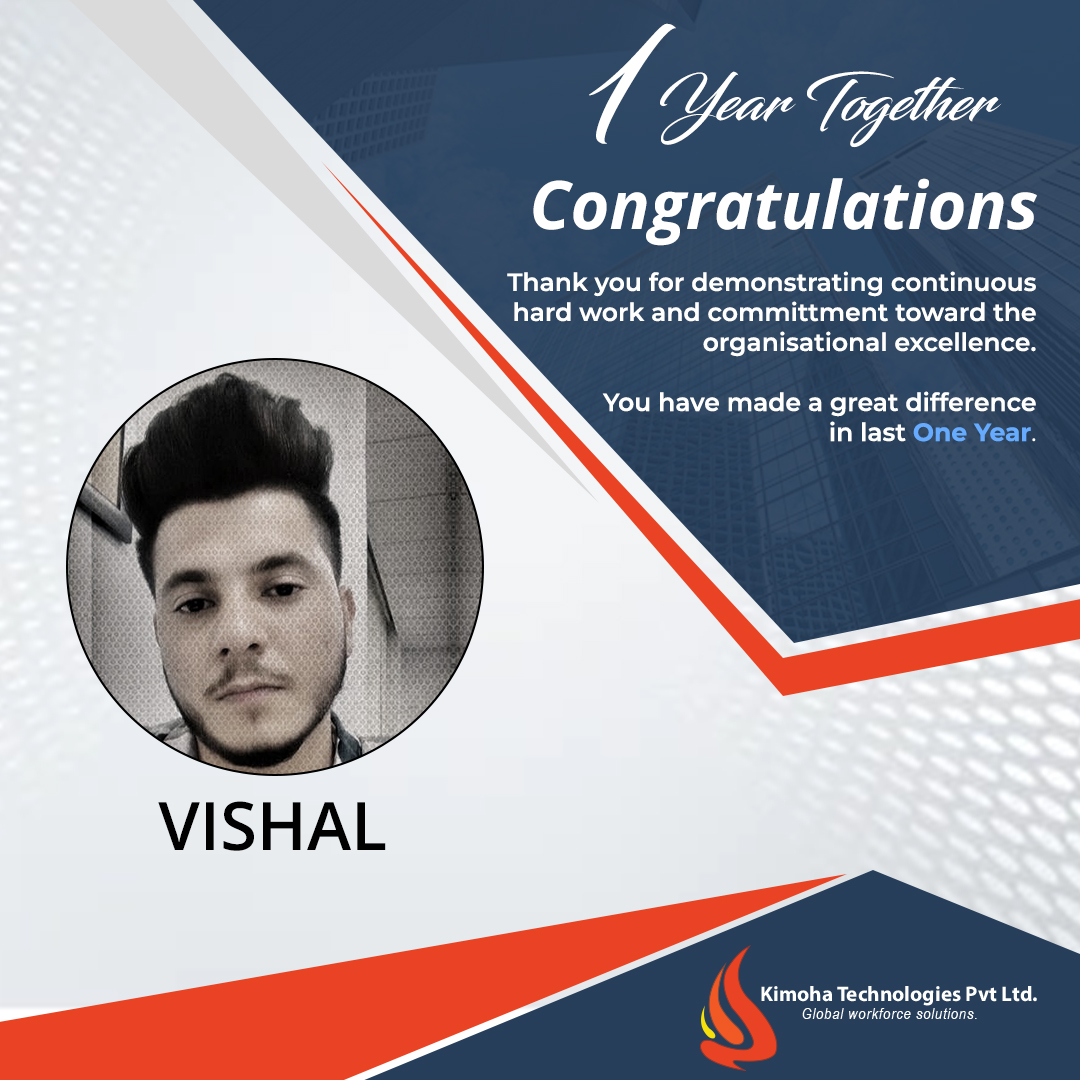 1 Year Together
Congratulations
Thank you for demonstrating continuous
hard work and committment toward the
organisational excellence.
You have made a great difference
in last One Year.
VISHAL
Kimoha Technologies Pvt Ltd.
Global workforce solutions.